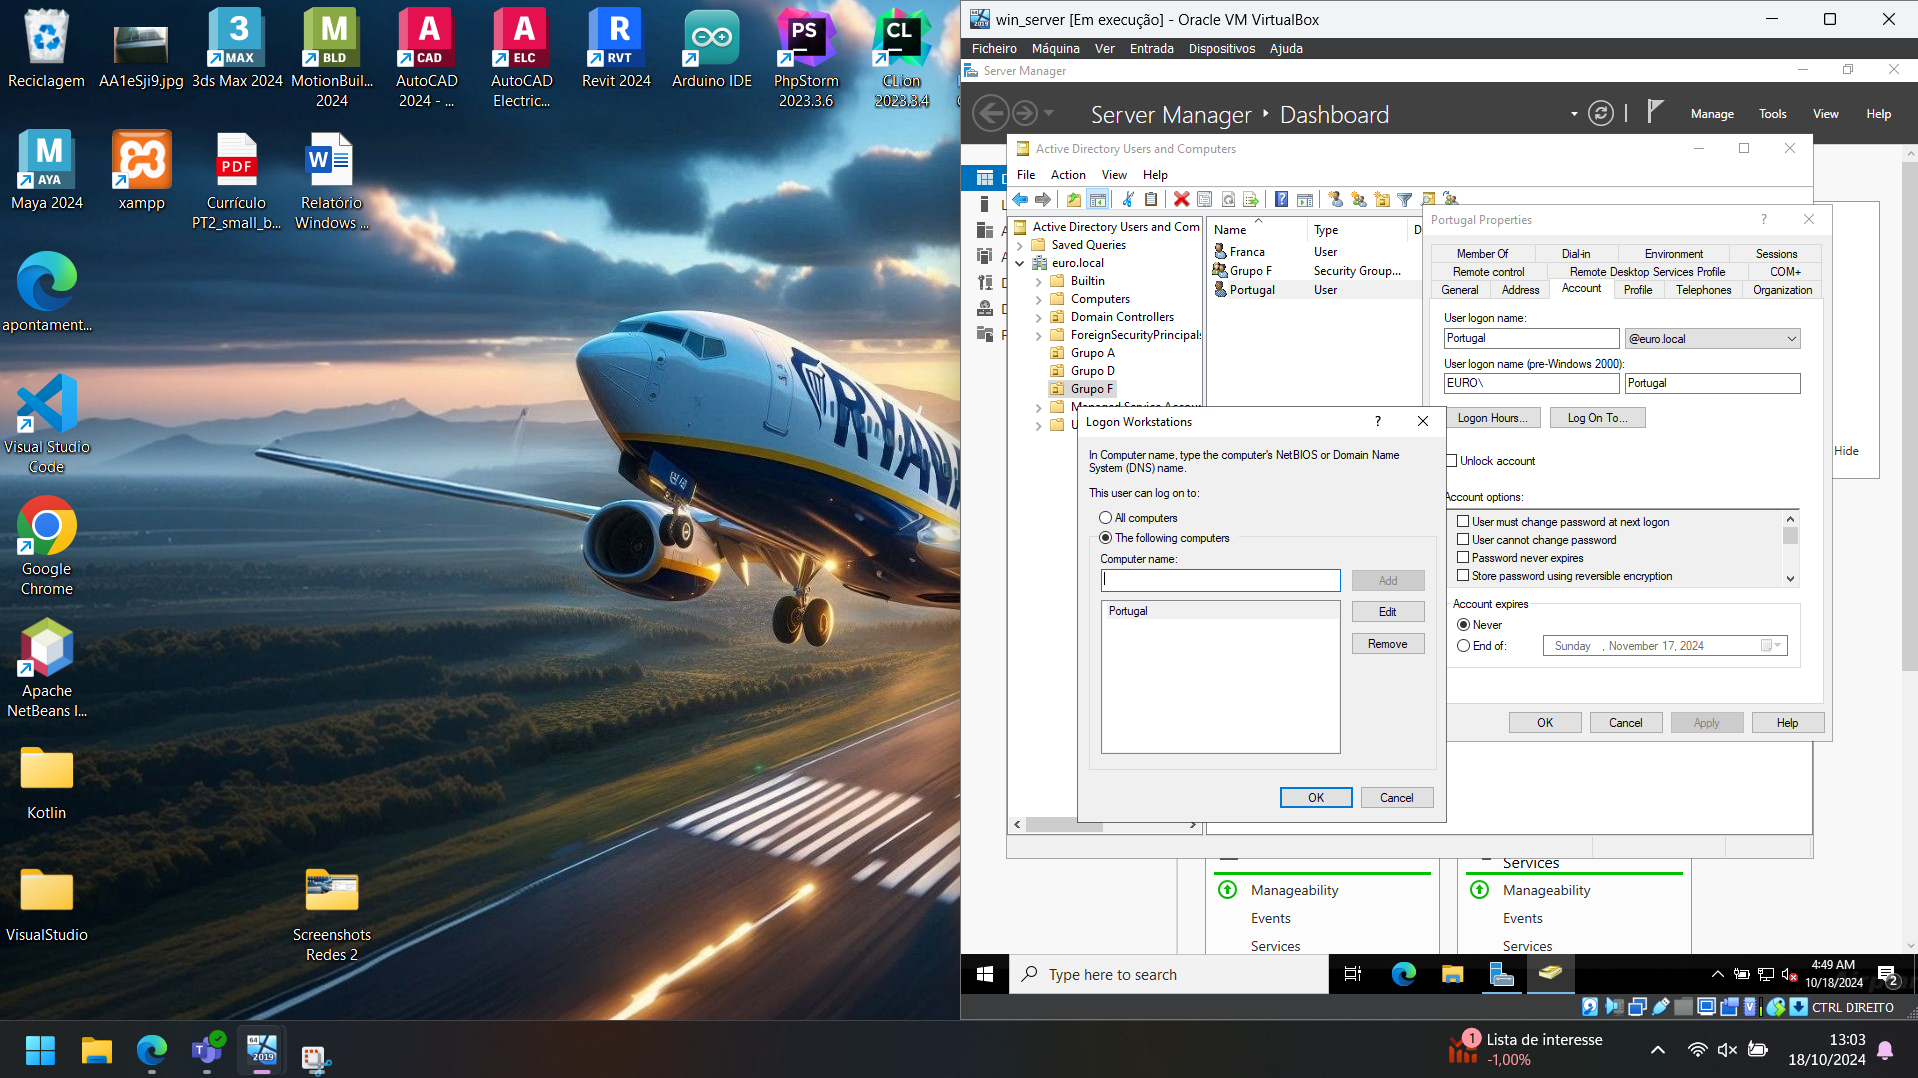 Reciclagem
AA1eSji9.jpg
3ds Max 2024
MotionBuil... 2024
AutoCAD 2024 - ...
AutoCAD Electric...
Revit 2024
Arduino IDE
PhpStorm 2023.3.6
CLion 2023.3.4
Maya 2024
xampp
Currículo PT2_small_b...
Relatório Windows ...
apontament...
Visual Studio Code
Google Chrome
Apache NetBeans I...
Kotlin
VisualStudio
Screenshots Redes 2
RYANA
win_server [Em execução] - Oracle VM VirtualBox
Ficheiro Máquina Ver Entrada Dispositivos Ajuda
Server Manager
Server Manager Dashboard
Manage Tools View Help
Active Directory Users and Computers
File Action View Help
Active Directory Users and Com
Saved Queries
euro.local
Builtin
Computers
Domain Controllers
ForeignSecurityPrincipals
Grupo A
Grupo D
Grupo F
Managed Service Accou
U
Name Type D
Franca User
Grupo F Security Group...
Portugal User
Portugal Properties
Member Of Dial-in Environment Sessions
Remote control Remote Desktop Services Profile COM+
General Address Account Profile Telephones Organization
User logon name:
Portugal @euro.local
User logon name (pre-Windows 2000):
EURO\ Portugal
Logon Hours... Log On To...
Unlock account
Account options:
User must change password at next logon
User cannot change password
Password never expires
Store password using reversible encryption
Account expires
Never
End of: Sunday , November 17, 2024
OK Cancel Apply Help
Hide
Logon Workstations
In Computer name, type the computer's NetBIOS or Domain Name
System (DNS) name.
This user can log on to:
All computers
The following computers
Computer name:
Add
Portugal
Edit
Remove
OK Cancel
Services
Manageability Manageability
Events Events
Services Services
Type here to search
4:49 AM
10/18/2024
2
CTRL DIREITO
1
Lista de interesse
-1,00%
13:03
18/10/2024